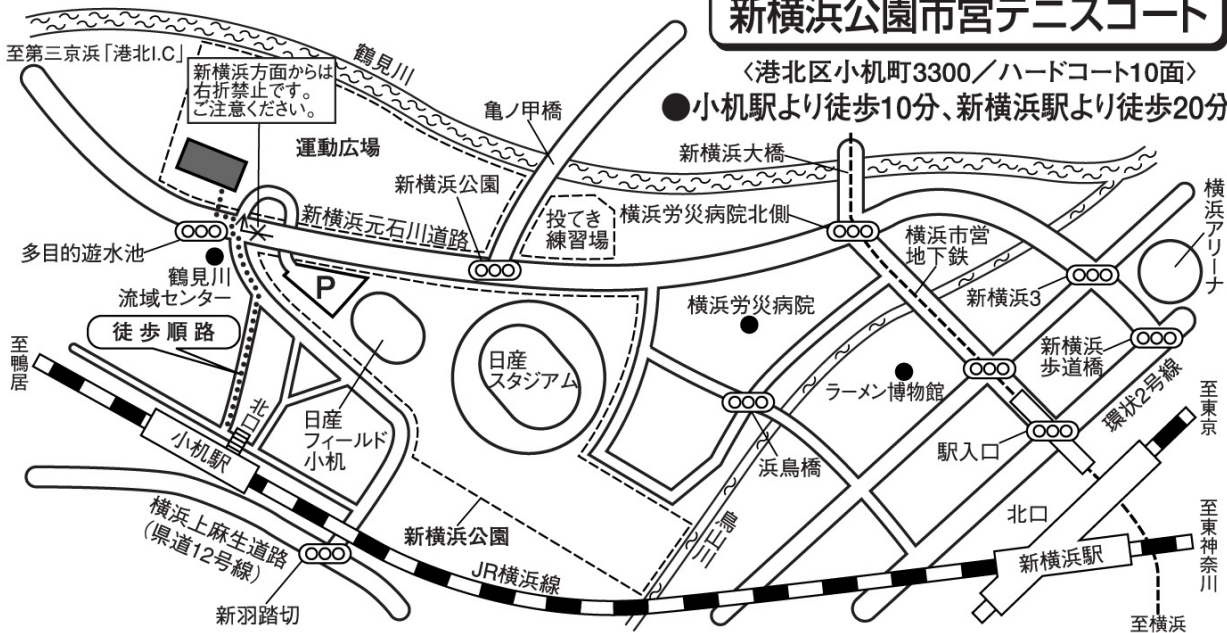 新横浜公園市営テニスコート
〈港北区小机町3300／ハードコート10面〉
●小机駅より徒歩10分、新横浜駅より徒歩20分
至第三京浜「港北I.C」
新横浜方面からは
右折禁止です。
ご注意ください。
鶴見川
亀ノ甲橋
運動広場
新横浜大橋
新横浜公園
新横浜元石川道路
投てき
練習場
横浜労災病院北側
横浜市営
地下鉄
横浜アリーナ
多目的遊水池
鶴見川
流域センター
P
新横浜3
横浜労災病院
徒歩順路
至鴨居
日産
スタジアム
ラーメン博物館
新横浜
歩道橋
環状2号線
至東京
北口
小机駅
日産
フィールド
小机
浜鳥橋
駅入口
横浜上麻生道路
(県道12号線)
新横浜公園
鳥山川
北口
至東神奈川
新横浜駅
JR横浜線
新羽踏切
至横浜